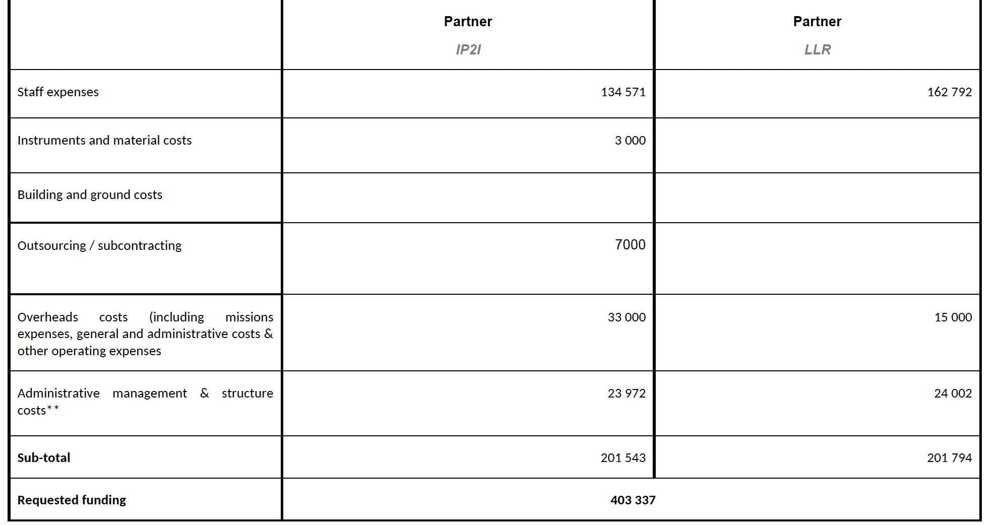 Partner Partner
IP2I LLR
Staff expenses 134 571 162 792
Instruments and material costs 3 000
Building and ground costs
Outsourcing / subcontracting 7000
Overheads costs (including missions 33 000 15 000
expenses, general and administrative costs &
other operating expenses
Administrative management & structure 23 972 24 002
costs**
Sub-total 201 543 201 794
Requested funding 403 337